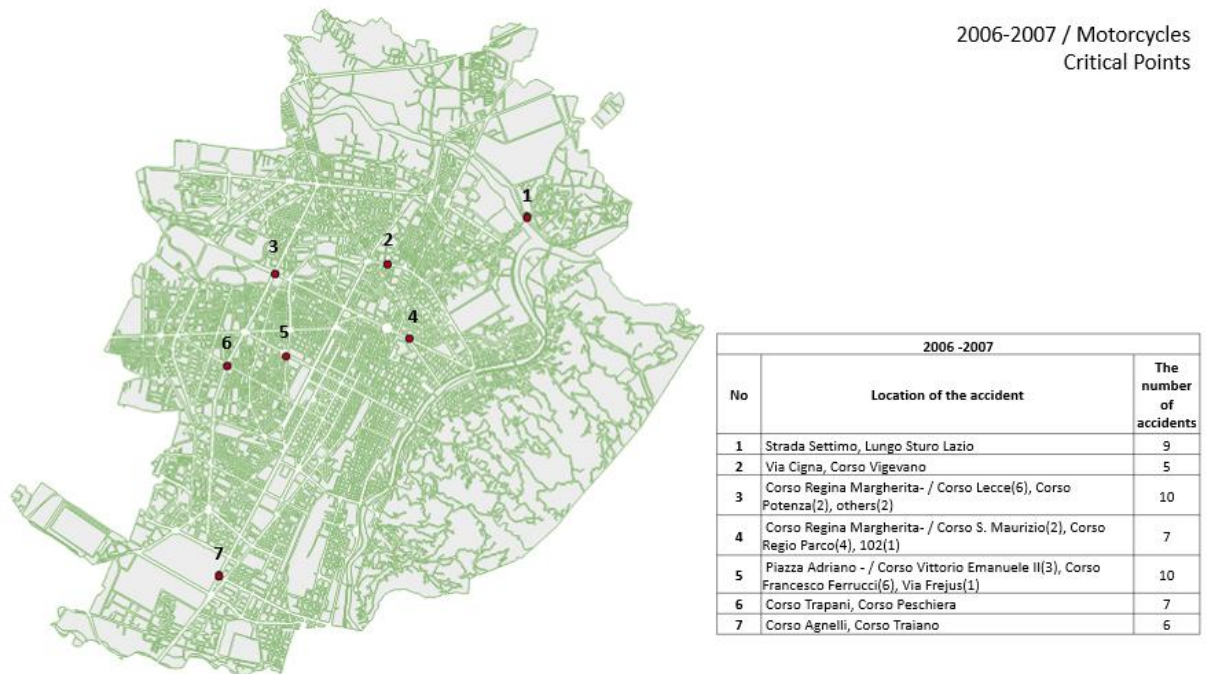 2006-2007 / Motorcycles
Critical Points
1
2
3
4
5
6
7
2006 -2007
No
Location of the accident
The
number
of
accidents
1
Strada Settimo, Lungo Sturo Lazio
9
2
Via Cigna, Corso Vigevano
5
3
Corso Regina Margherita- / Corso Lecce(6), Corso
Potenza(2), others(2)
10
4
Corso Regina Margherita- / Corso S. Maurizio(2), Corso
Regio Parco(4), 102(1)
7
5
Piazza Adriano - / Corso Vittorio Emanuele II(3), Corso
Francesco Ferrucci(6), Via Frejus(1)
10
6
Corso Trapani, Corso Peschiera
7
7
Corso Agnelli, Corso Traiano
6